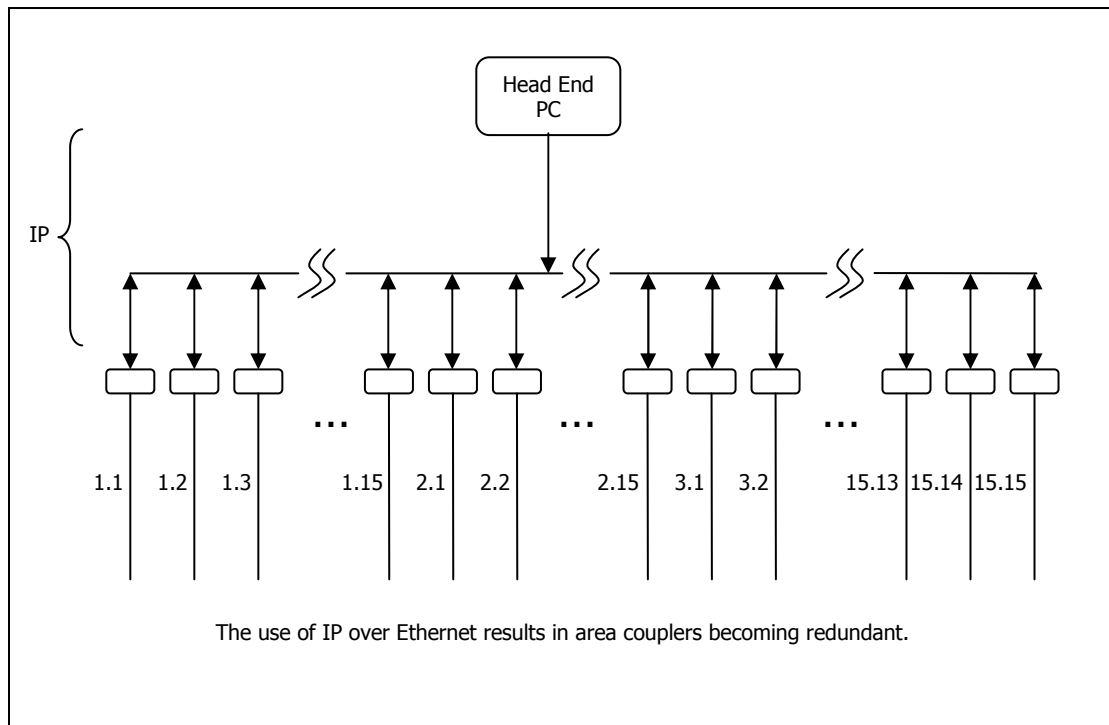 Head End
PC
IP
... ... ...
1.1 1.2 1.3 1.15 2.1 2.2 2.15 3.1 3.2 15.13 15.14 15.15
The use of IP over Ethernet results in area couplers becoming redundant.